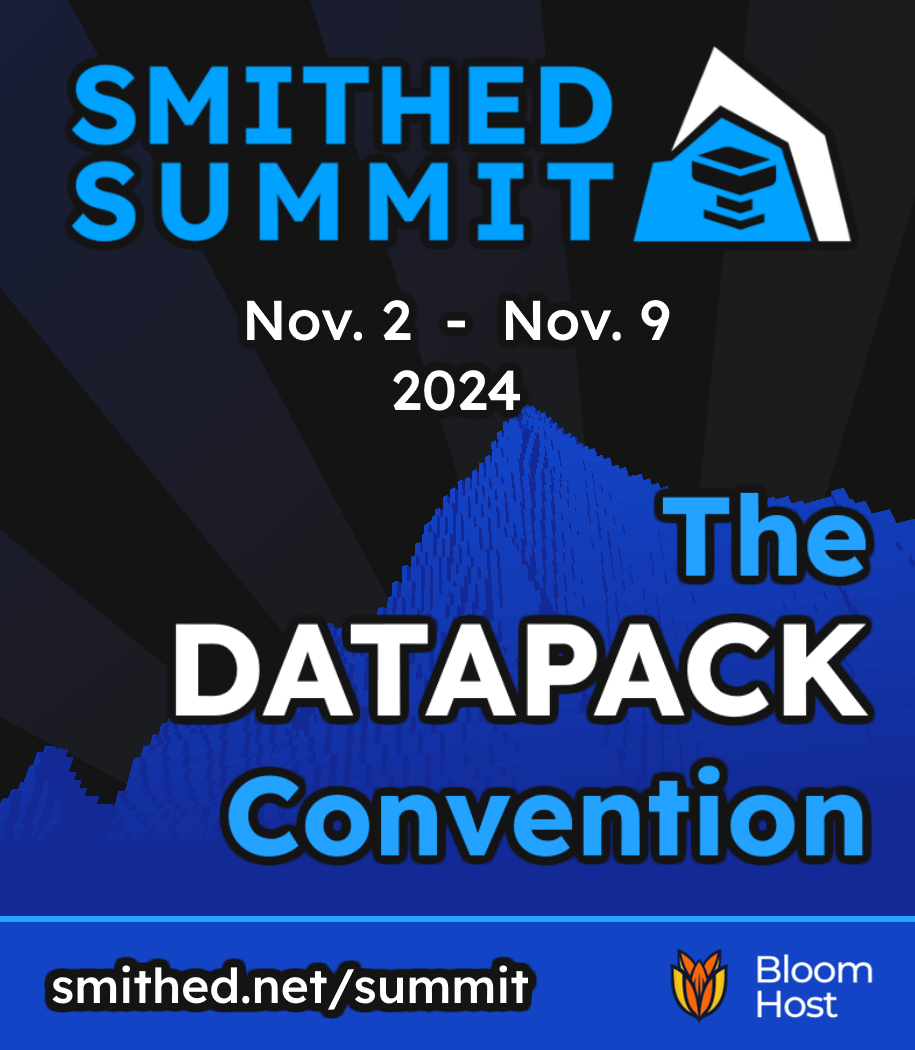 SMITHED
SUMMIT
Nov. 2 - Nov. 9
2024
The
DATAPACK
Convention
smithed.net/summit
Bloom
Host